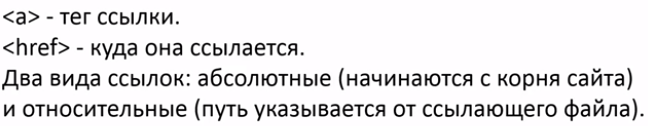 <a> - тег ссылки.
<href> - куда она ссылается.
Два вида ссылок: абсолютные (начинаются с корня сайта)
и относительные (путь указывается от ссылающего файла).